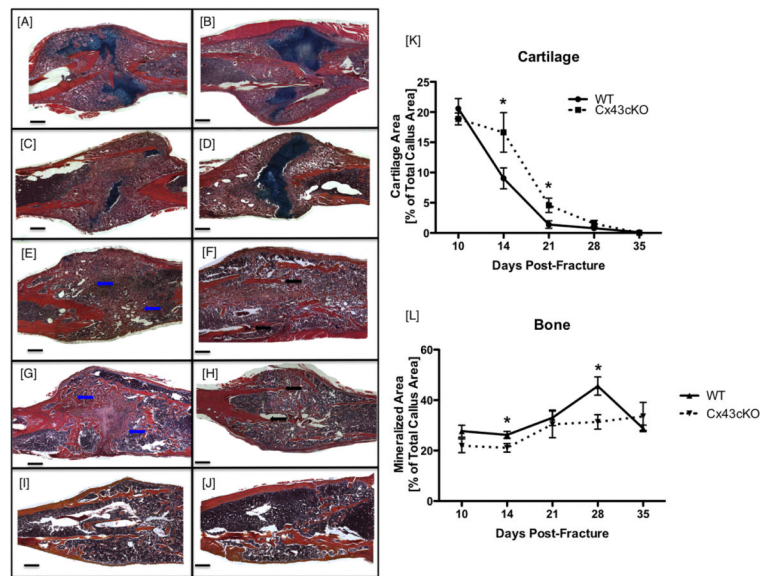 [A]
[B]
[C]
[D]
[E]
[F]
[G]
[H]
[I]
[J]
[K]
Cartilage
WT
Cx43cKO
Cartilage Area
[% of Total Callus Area]
25
20
15
10
5
0
*
*
10 14 21 28 35
Days Post-Fracture
[L]
Bone
WT
Cx43cKO
Mineralized Area
[% of Total Callus Area]
60
40
20
0
*
*
10 14 21 28 35
Days Post-Fracture